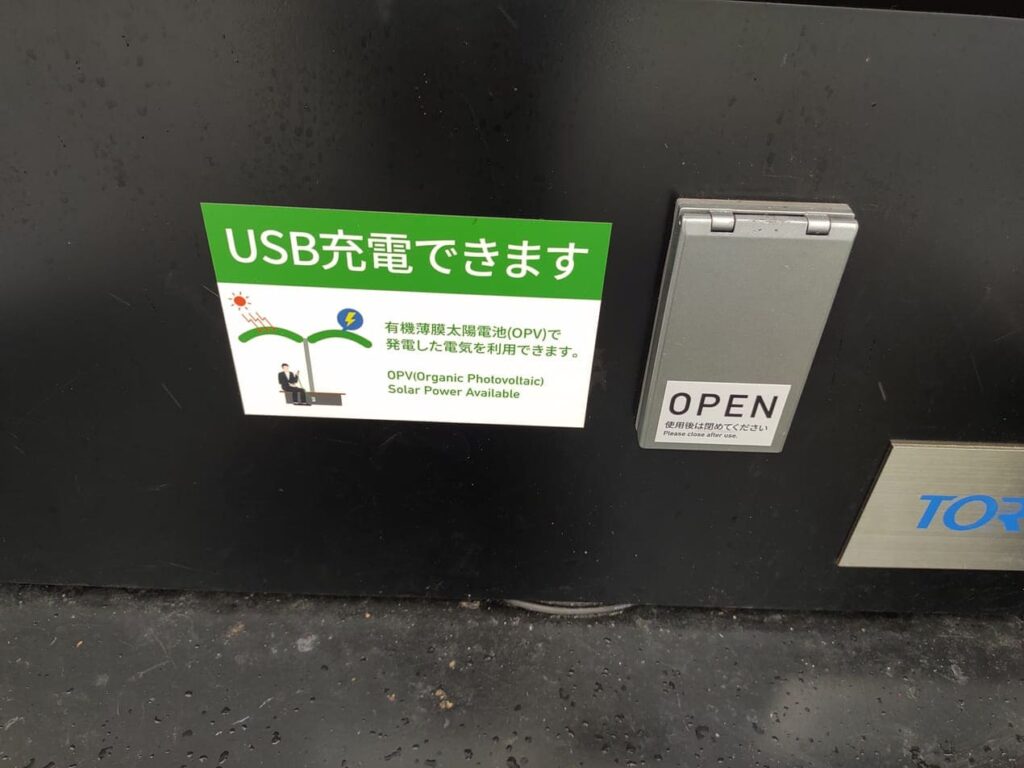 USB充電できます
有機薄膜太陽電池(OPV)で
発電した電気を利用できます。
OPV(Organic Photovoltaic)
Solar Power Available
OPEN
使用後は閉めてください
Please close after use.
TOR